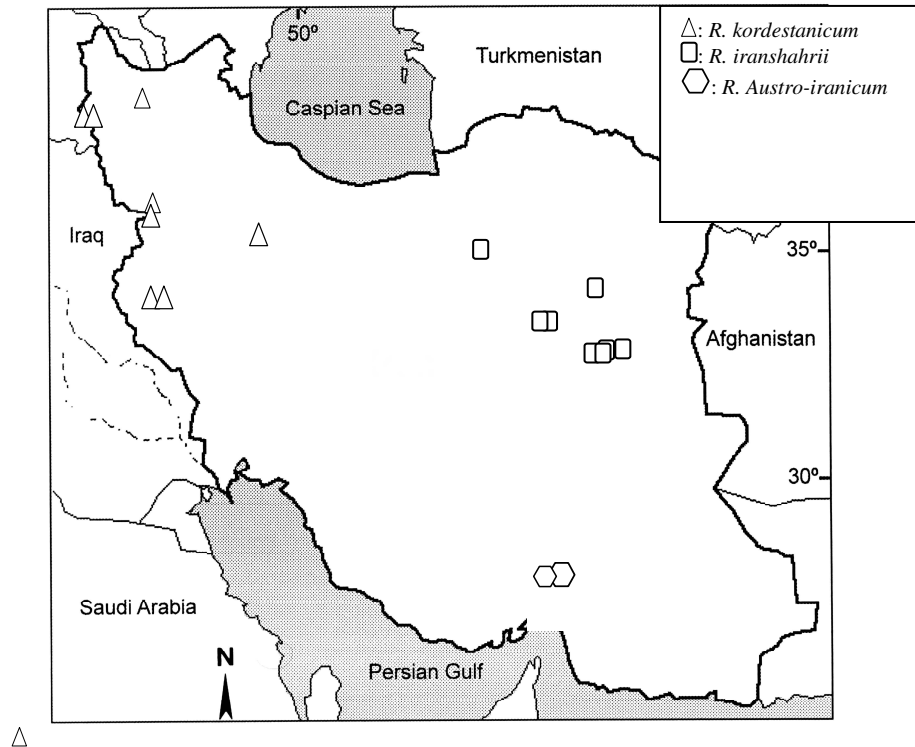 50º
Turkmenistan
Caspian Sea
: R. kordestanicum
: R. iranshahrii
: R. Austro-iranicum
Iraq
35º
Afghanistan
30º
Saudi Arabia
N
Persian Gulf